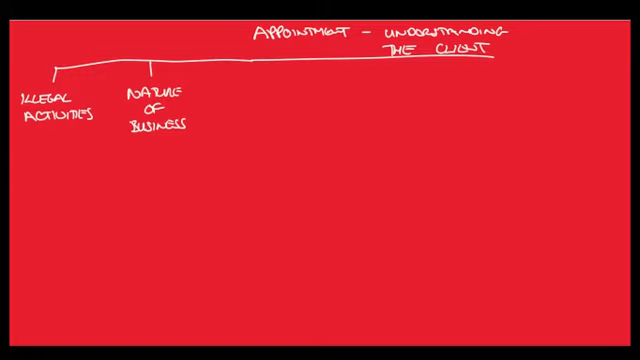 APPOINTMENT - UNDERSTANDING
THE CLIENT
ILLEGAL
ACTIVITIES
NATURE
OF
BUSINESS